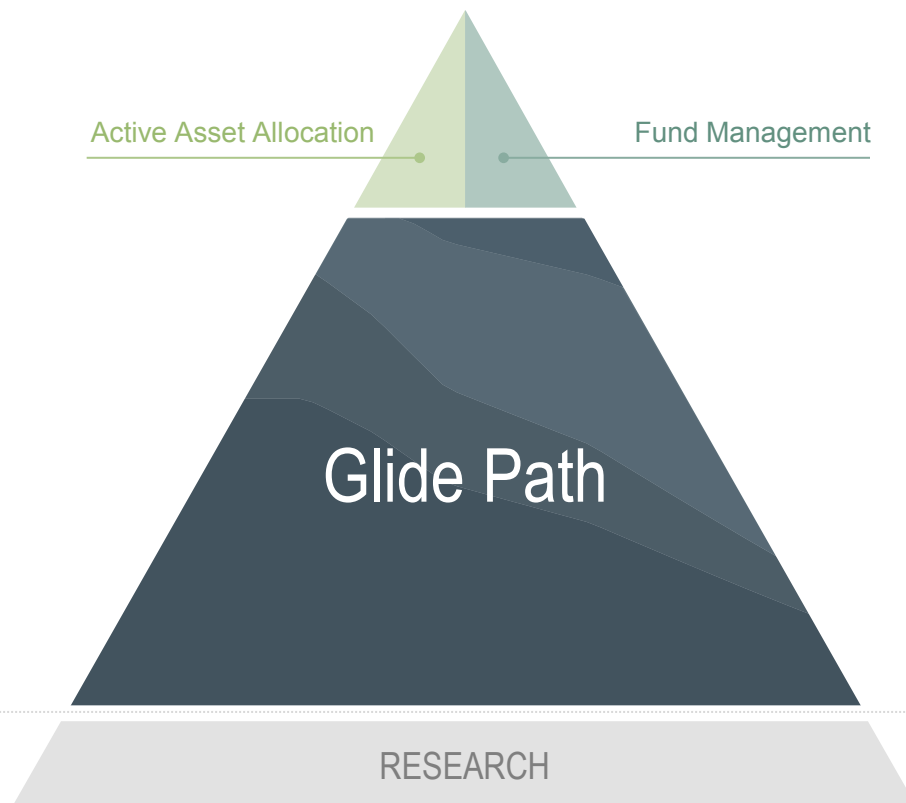 Active Asset Allocation
Fund Management
Glide Path
RESEARCH